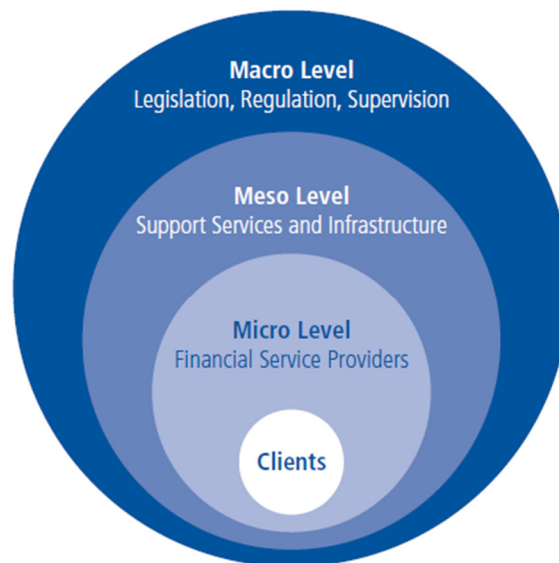 Macro Level
Legislation, Regulation, Supervision
Meso Level
Support Services and Infrastructure
Micro Level
Financial Service Providers
Clients